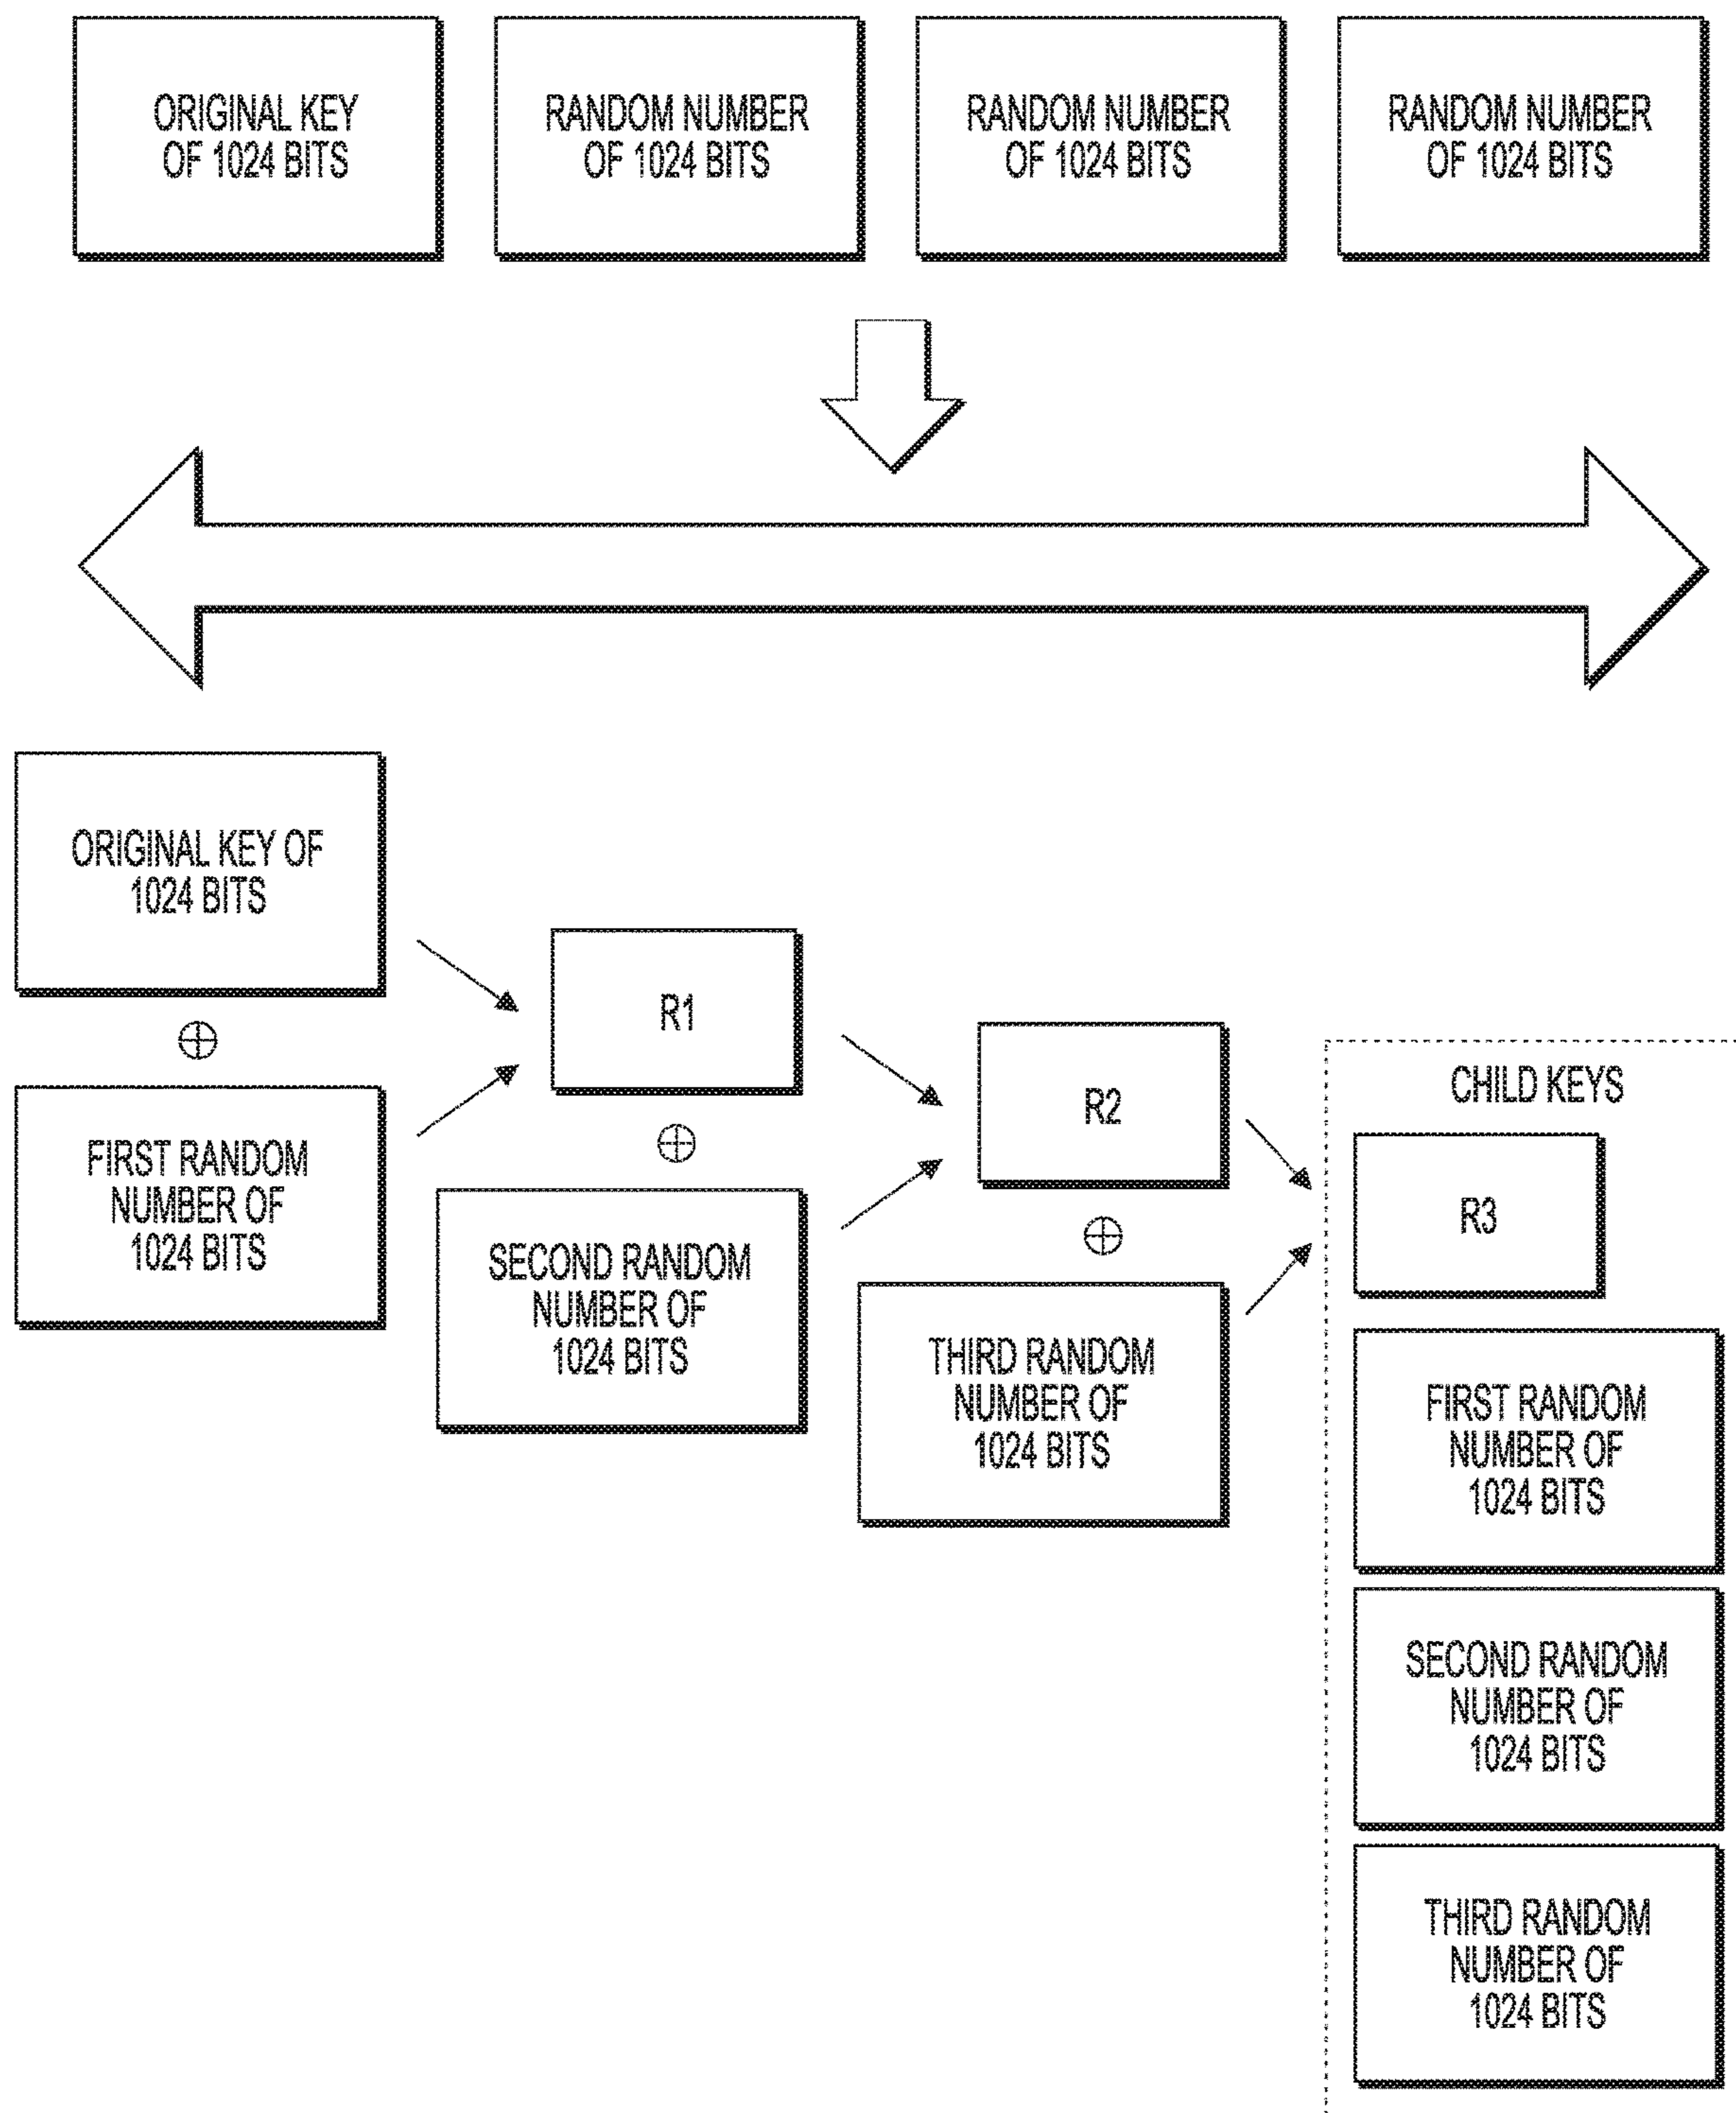 ORIGINAL KEY
OF 1024 BITS
RANDOM NUMBER
OF 1024 BITS
RANDOM NUMBER
OF 1024 BITS
RANDOM NUMBER
OF 1024 BITS
ORIGINAL KEY OF
1024 BITS
FIRST RANDOM
NUMBER OF
1024 BITS
R1
SECOND RANDOM
NUMBER OF
1024 BITS
R2
THIRD RANDOM
NUMBER OF
1024 BITS
CHILD KEYS
R3
FIRST RANDOM
NUMBER OF
1024 BITS
SECOND RANDOM
NUMBER OF
1024 BITS
THIRD RANDOM
NUMBER OF
1024 BITS